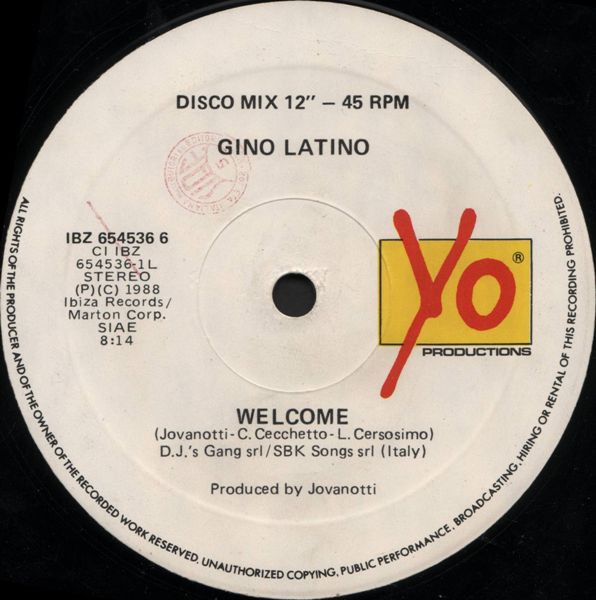 DISCO MIX 12" – 45 RPM
GINO LATINO
IBZ 654536 6
CI IBZ
654536-1L
STEREO
(P)(C) 1988
Ibiza Records/
Marton Corp.
SIAE
8:14
Yo®
PRODUCTIONS
WELCOME
(Jovanotti-C. Cecchetto-L. Cersosimo)
D.J.'s Gang srl/SBK Songs srl (Italy)
Produced by Jovanotti
ALL RIGHTS OF THE PRODUCER AND OF THE OWNER OF THE RECORDED WORK RESERVED. UNAUTHORIZED COPYING, PUBLIC PERFORMANCE, BROADCASTING, HIRING OR RENTAL OF THIS RECORDING PROHIBITED.